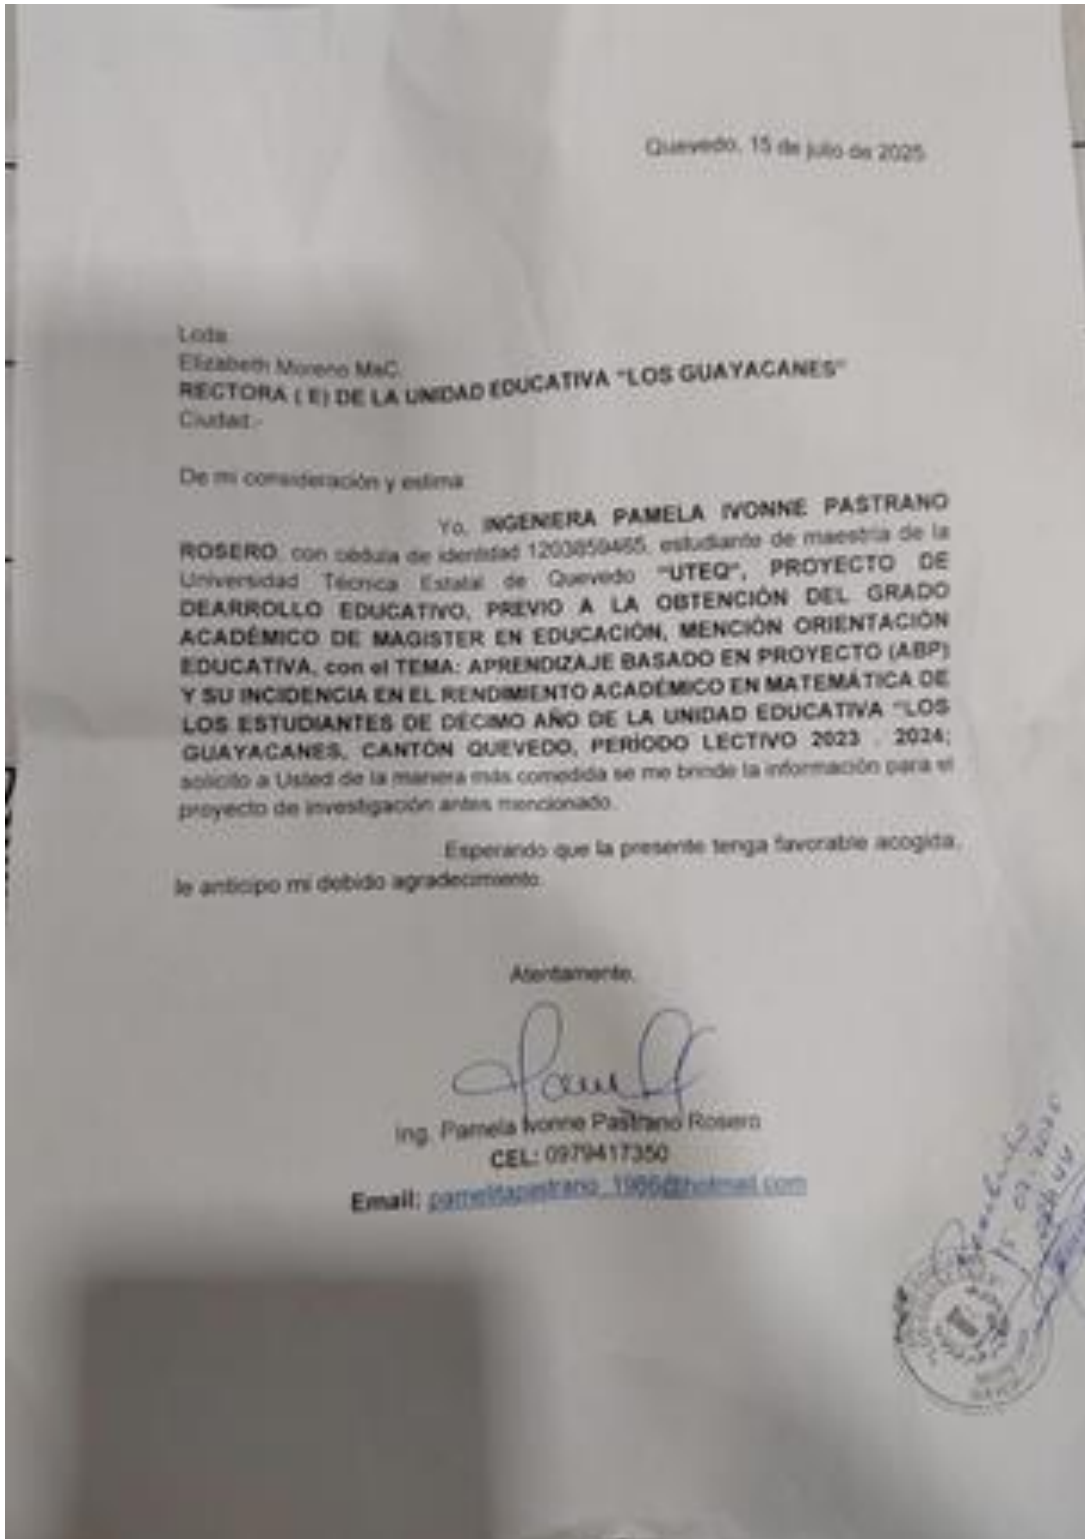 Quevedo, 15 de julio de 2025
Lcda.
Elizabeth Moreno MsC.
RECTORA ( E) DE LA UNIDAD EDUCATIVA "LOS GUAYACANES"
Ciudad.-
De mi consideración y estima
Yo, INGENIERA PAMELA IVONNE PASTRANO
ROSERO, con cédula de identidad 1203859465, estudiante de maestría de la
Universidad Técnica Estatal de Quevedo "UTEQ", PROYECTO DE
DEARROLLO EDUCATIVO, PREVIO A LA OBTENCIÓN DEL GRADO
ACADÉMICO DE MAGISTER EN EDUCACIÓN, MENCIÓN ORIENTACIÓN
EDUCATIVA, con el TEMA: APRENDIZAJE BASADO EN PROYECTO (ABP)
Y SU INCIDENCIA EN EL RENDIMIENTO ACADÉMICO EN MATEMÁTICA DE
LOS ESTUDIANTES DE DÉCIMO AÑO DE LA UNIDAD EDUCATIVA "LOS
GUAYACANES, CANTÓN QUEVEDO, PERÍODO LECTIVO 2023 . 2024;
solicito a Usted de la manera más comedida se me brinde la información para el
proyecto de investigación antes mencionado.
Esperando que la presente tenga favorable acogida,
le anticipo mi debido agradecimiento.
Atentamente,
Ing. Pamela Ivonne Pastrano Rosero
CEL: 0979417350
Email: pamelitapastrano_1986@hotmail.com
15 07 2025